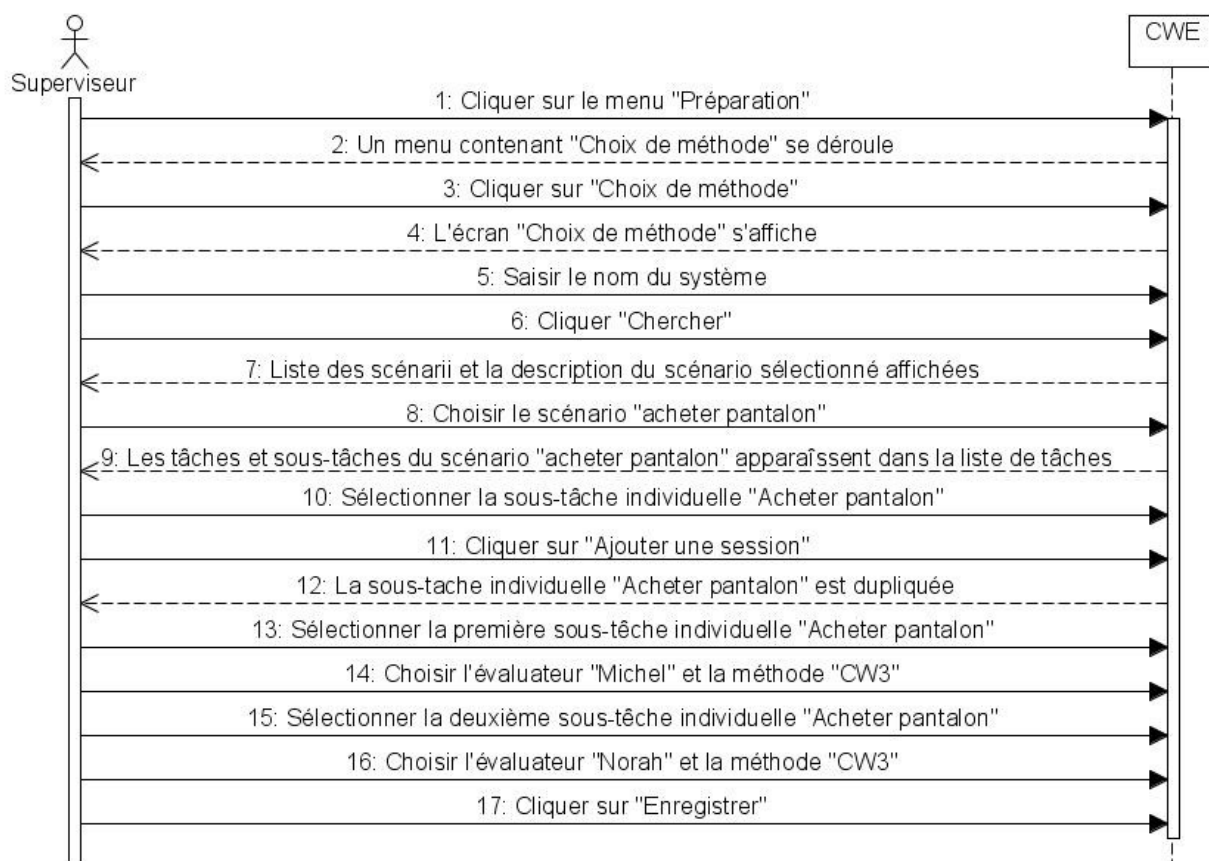 Superviseur
CWE
1: Cliquer sur le menu "Préparation"
2: Un menu contenant "Choix de méthode" se déroule
3: Cliquer sur "Choix de méthode"
4: L'écran "Choix de méthode" s'affiche
5: Saisir le nom du système
6: Cliquer "Chercher"
7: Liste des scénarii et la description du scénario sélectionné affichées
8: Choisir le scénario "acheter pantalon"
9: Les tâches et sous-tâches du scénario "acheter pantalon" apparaîssent dans la liste de tâches
10: Sélectionner la sous-tâche individuelle "Acheter pantalon"
11: Cliquer sur "Ajouter une session"
12: La sous-tache individuelle "Acheter pantalon" est dupliquée
13: Sélectionner la première sous-têche individuelle "Acheter pantalon"
14: Choisir l'évaluateur "Michel" et la méthode "CW3"
15: Sélectionner la deuxième sous-têche individuelle "Acheter pantalon"
16: Choisir l'évaluateur "Norah" et la méthode "CW3"
17: Cliquer sur "Enregistrer"